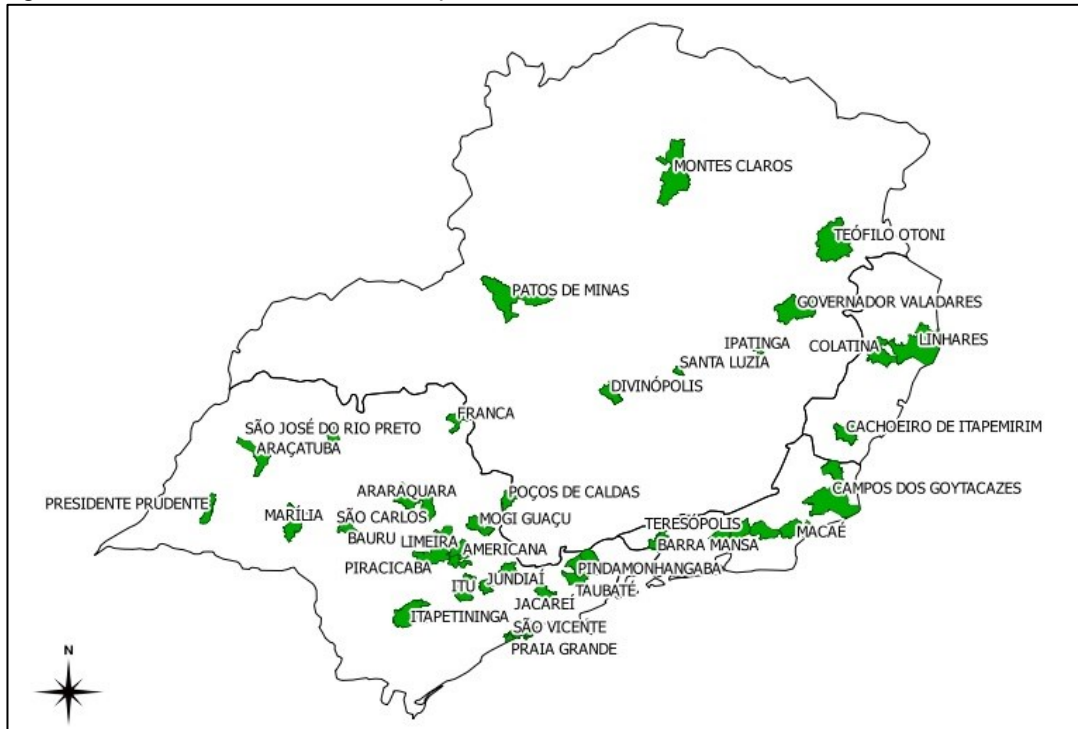 MONTES CLAROS
TEÓFILO OTONI
PATOS DE MINAS
GOVERNADOR VALADARES
IPATINGA
LINHARES
COLATINA
SANTA LUZIA
DIVINÓPOLIS
FRANCA
SÃO JOSÉ DO RIO PRETO
CACHOEIRO DE ITAPEMIRIM
ARAÇATUBA
ARARAQUARA
POÇOS DE CALDAS
CAMPOS DOS GOYTACAZES
PRESIDENTE PRUDENTE
MARÍLIA
SÃO CARLOS
MOGI GUAÇU
TERESÓPOLIS
MACAÉ
BAURU
LIMEIRA
BARRA MANSA
AMERICANA
PIRACICABA
PINDAMONHANGABA
JUNDIAÍ
ITU
TAUBATÉ
JACAREÍ
ITAPETININGA
SÃO VICENTE
PRAIA GRANDE
N